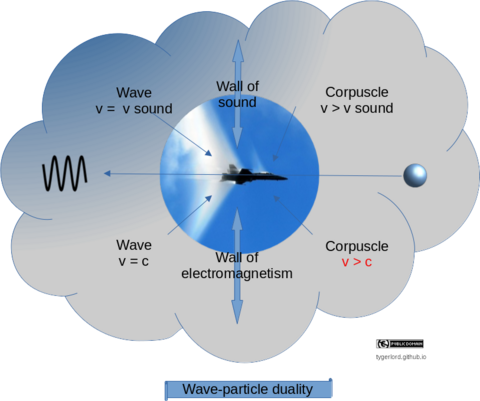 Wall of
sound
Wave
v = v sound
Corpuscle
v > v sound
Wave
v = c
Wall of
electromagnetism
Corpuscle
v > c
PUBLIC DOMAIN
tygerlord.github.io
Wave-particle duality